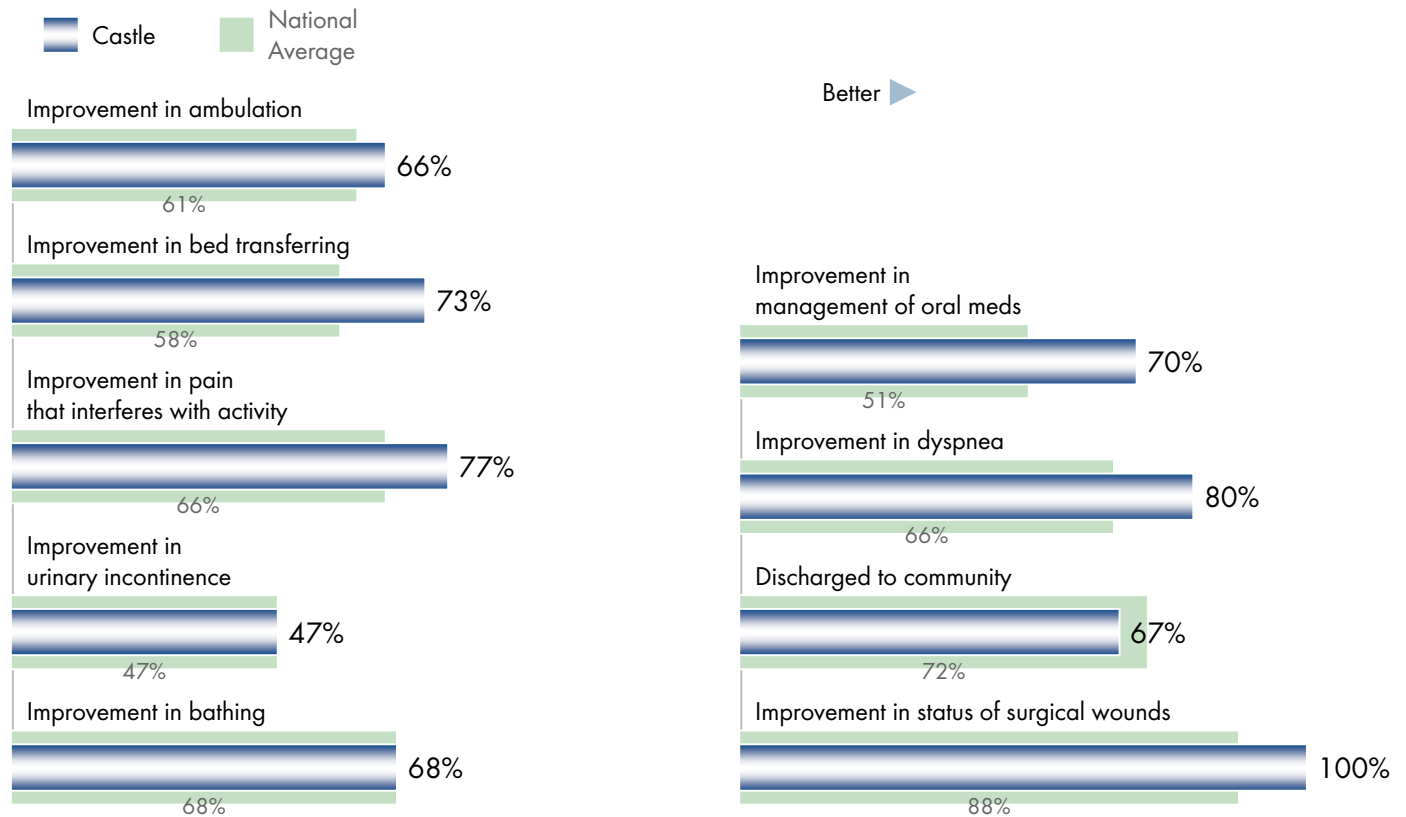 Castle
National
Average
Better
Improvement in ambulation
66%
61%
Improvement in bed transferring
73%
58%
Improvement in pain
that interferes with activity
77%
66%
Improvement in
urinary incontinence
47%
47%
Improvement in bathing
68%
68%
Improvement in
management of oral meds
70%
51%
Improvement in dyspnea
80%
66%
Discharged to community
67%
72%
Improvement in status of surgical wounds
100%
88%